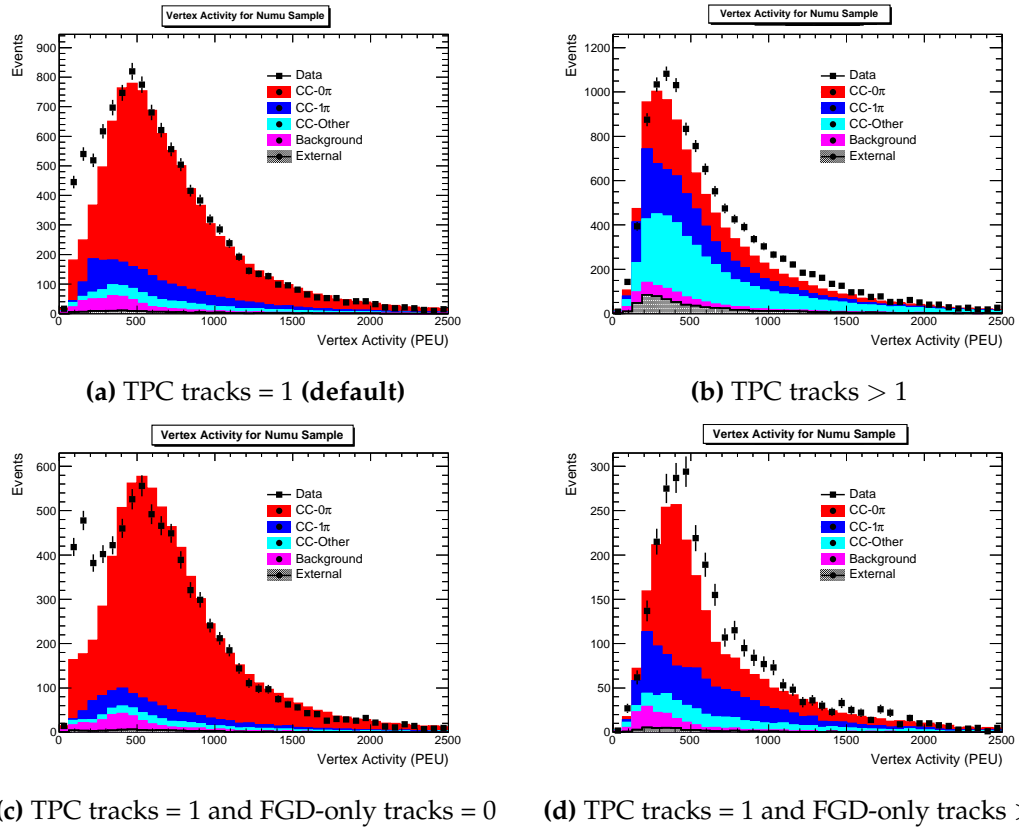 Vertex Activity for Numu Sample
Events
900
800
700
600
500
400
300
200
100
0
0 500 1000 1500 2000 2500
Vertex Activity (PEU)
Data
CC-0π
CC-1π
CC-Other
Background
External
(a) TPC tracks = 1 (default)
Vertex Activity for Numu Sample
Events
1200
1000
800
600
400
200
0
0 500 1000 1500 2000 2500
Vertex Activity (PEU)
Data
CC-0π
CC-1π
CC-Other
Background
External
(b) TPC tracks > 1
Vertex Activity for Numu Sample
Events
600
500
400
300
200
100
0
0 500 1000 1500 2000 2500
Vertex Activity (PEU)
Data
CC-0π
CC-1π
CC-Other
Background
External
(c) TPC tracks = 1 and FGD-only tracks = 0
Vertex Activity for Numu Sample
Events
300
250
200
150
100
50
0
0 500 1000 1500 2000 2500
Vertex Activity (PEU)
Data
CC-0π
CC-1π
CC-Other
Background
External
(d) TPC tracks = 1 and FGD-only tracks >